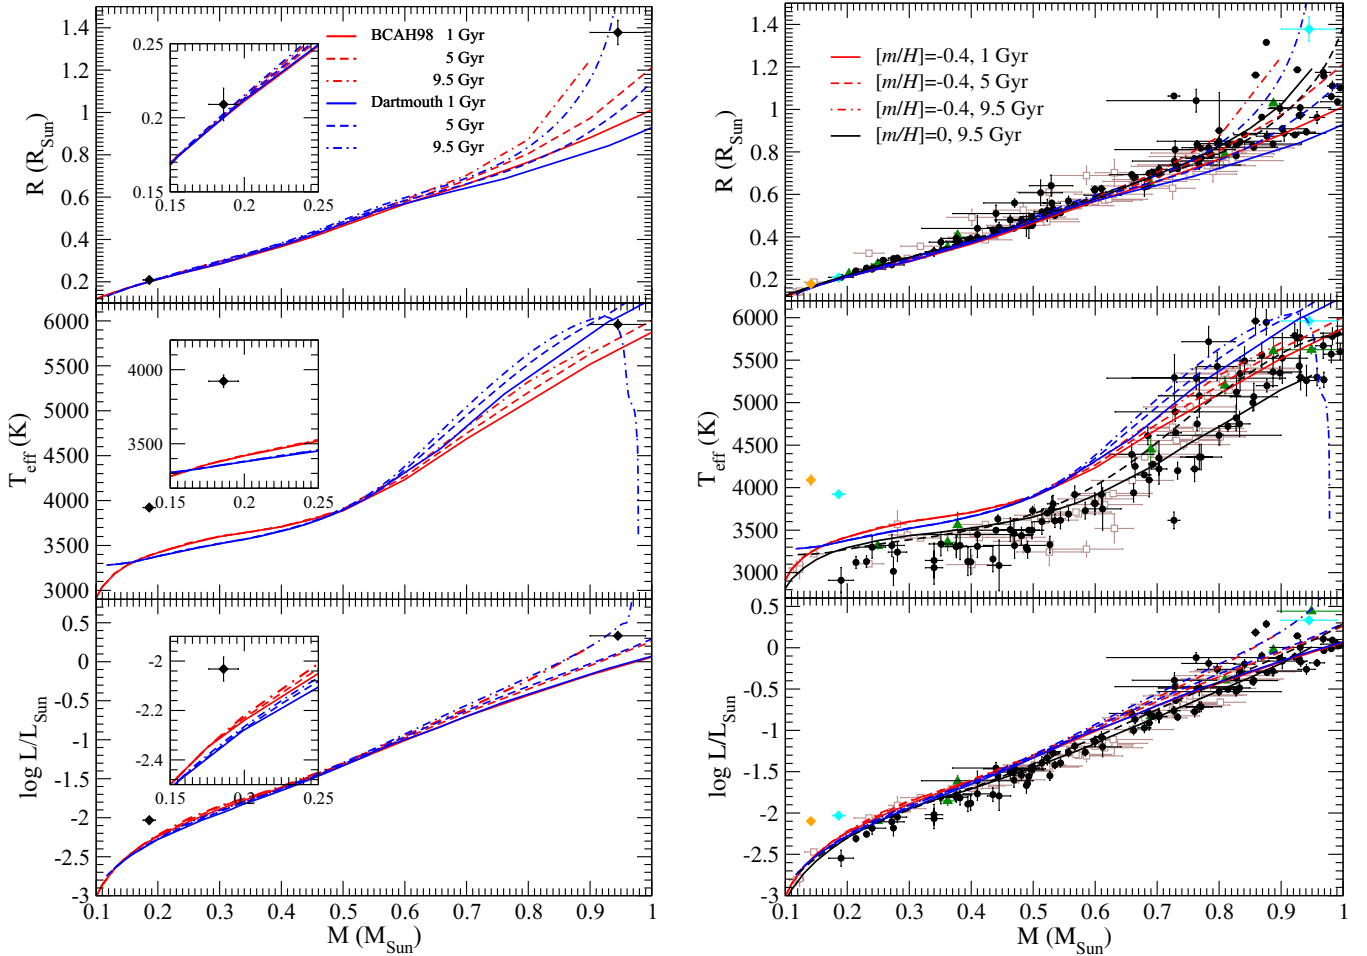 R (R_Sun)
1.4
1.2
1
0.8
0.6
0.4
0.2
BCAH98 1 Gyr
5 Gyr
9.5 Gyr
Dartmouth 1 Gyr
5 Gyr
9.5 Gyr
0.25
0.2
0.15
0.15 0.2 0.25
T_eff (K)
6000
5500
5000
4500
4000
3500
3000
4000
3500
0.15 0.2 0.25
log L/L_Sun
0.5
0
-0.5
-1
-1.5
-2
-2.5
-3
-2
-2.2
-2.4
0.15 0.2 0.25
0.1 0.2 0.3 0.4 0.5 0.6 0.7 0.8 0.9 1
M (M_Sun)
R (R_Sun)
1.4
1.2
1
0.8
0.6
0.4
0.2
[m/H]=-0.4, 1 Gyr
[m/H]=-0.4, 5 Gyr
[m/H]=-0.4, 9.5 Gyr
[m/H]=0, 9.5 Gyr
T_eff (K)
6000
5500
5000
4500
4000
3500
3000
log L/L_Sun
0.5
0
-0.5
-1
-1.5
-2
-2.5
-3
0.1 0.2 0.3 0.4 0.5 0.6 0.7 0.8 0.9 1
M (M_Sun)